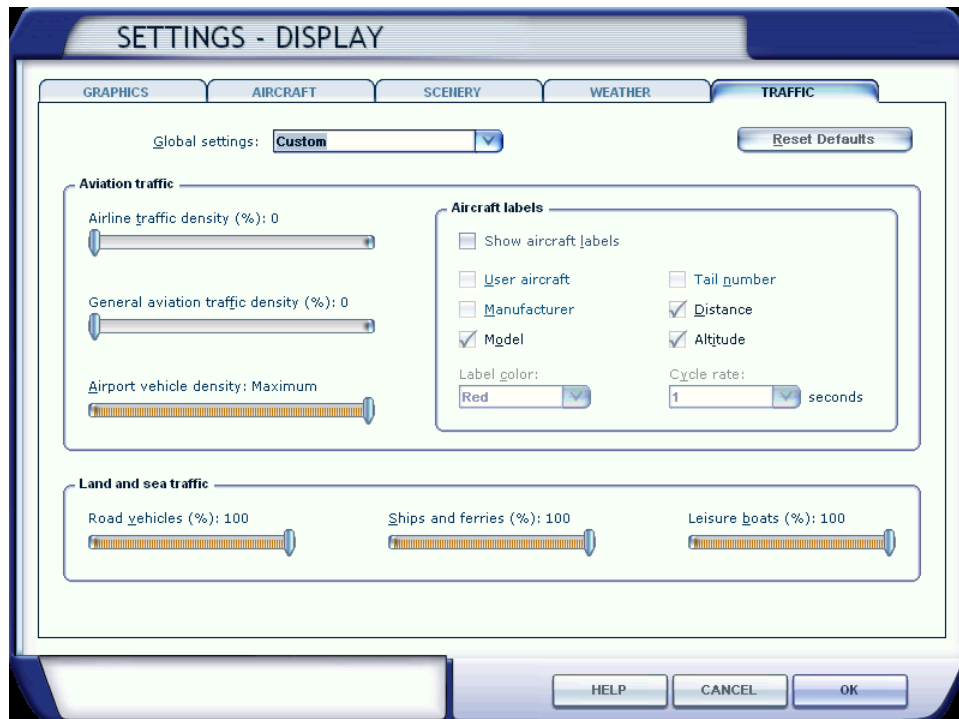 SETTINGS - DISPLAY
GRAPHICS AIRCRAFT SCENERY WEATHER TRAFFIC
Global settings: Custom Reset Defaults
Aviation traffic
Airline traffic density (%): 0
General aviation traffic density (%): 0
Airport vehicle density: Maximum
Aircraft labels
Show aircraft labels
User aircraft Tail number
Manufacturer Distance
Model Altitude
Label color: Cycle rate:
Red 1 seconds
Land and sea traffic
Road vehicles (%): 100 Ships and ferries (%): 100 Leisure boats (%): 100
HELP CANCEL OK